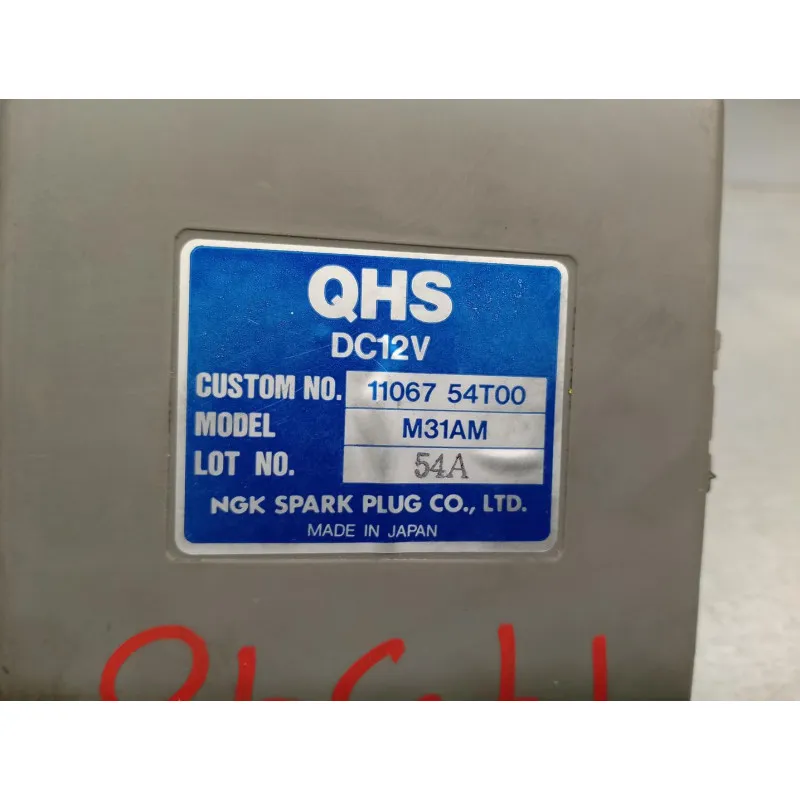 QHS
DC12V
CUSTOM NO. 11067 54T00
MODEL M31AM
LOT NO. 54A
NGK SPARK PLUG CO., LTD.
MADE IN JAPAN